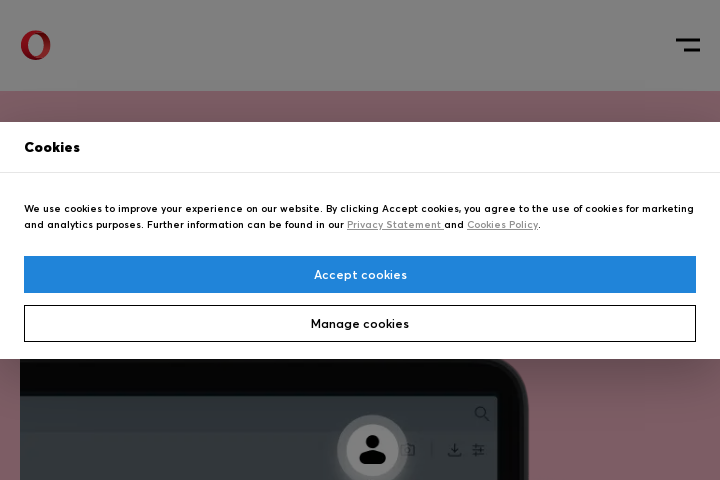 Cookies
We use cookies to improve your experience on our website. By clicking Accept cookies, you agree to the use of cookies for marketing
and analytics purposes. Further information can be found in our Privacy Statement and Cookies Policy.
Accept cookies
Manage cookies